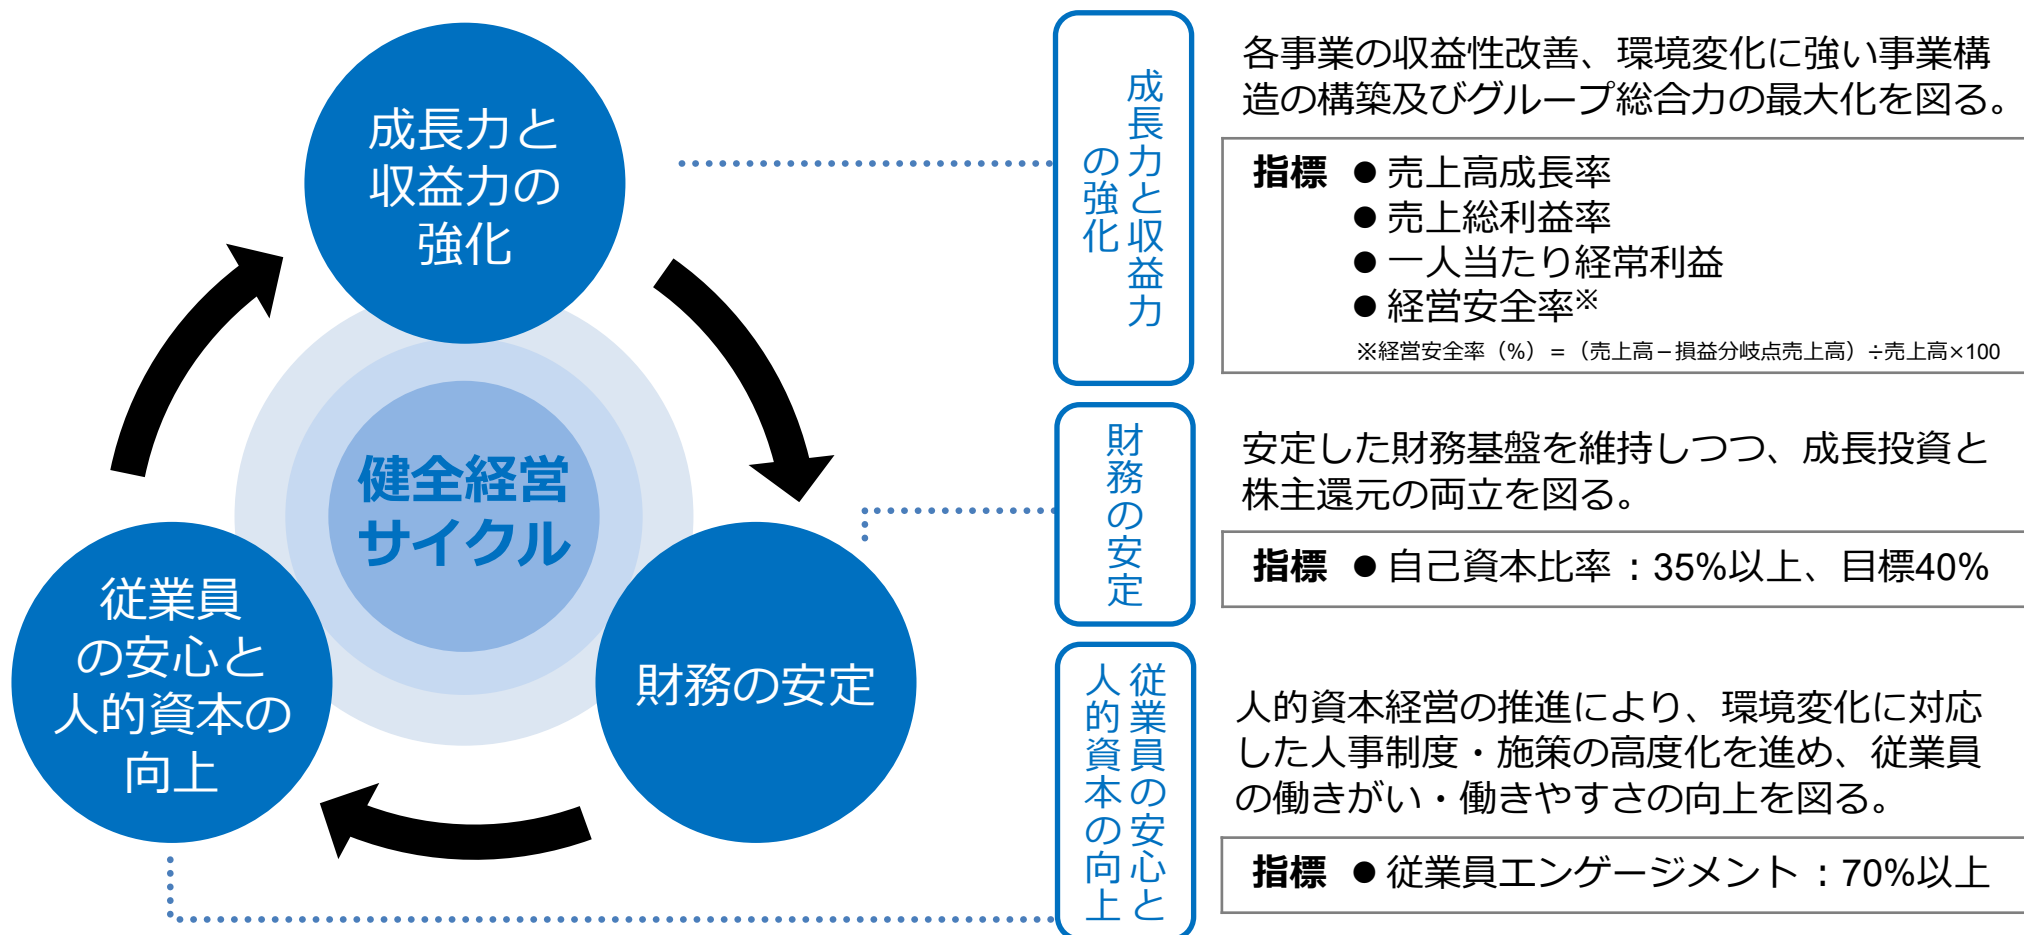 成長力と
収益力の
強化
健全経営
サイクル
従業員
の安心と
人的資本の
向上
財務の安定
成長力と収益力
の強化
各事業の収益性改善、環境変化に強い事業構
造の構築及びグループ総合力の最大化を図る。
指標 ● 売上高成長率
● 売上総利益率
● 一人当たり経常利益
● 経営安全率※
※経営安全率（%）＝（売上高－損益分岐点売上高）÷売上高×100
財務の安定
安定した財務基盤を維持しつつ、成長投資と
株主還元の両立を図る。
指標 ● 自己資本比率：35%以上、目標40%
従業員の安心と
人的資本の向上
人的資本経営の推進により、環境変化に対応
した人事制度・施策の高度化を進め、従業員
の働きがい・働きやすさの向上を図る。
指標 ● 従業員エンゲージメント：70%以上